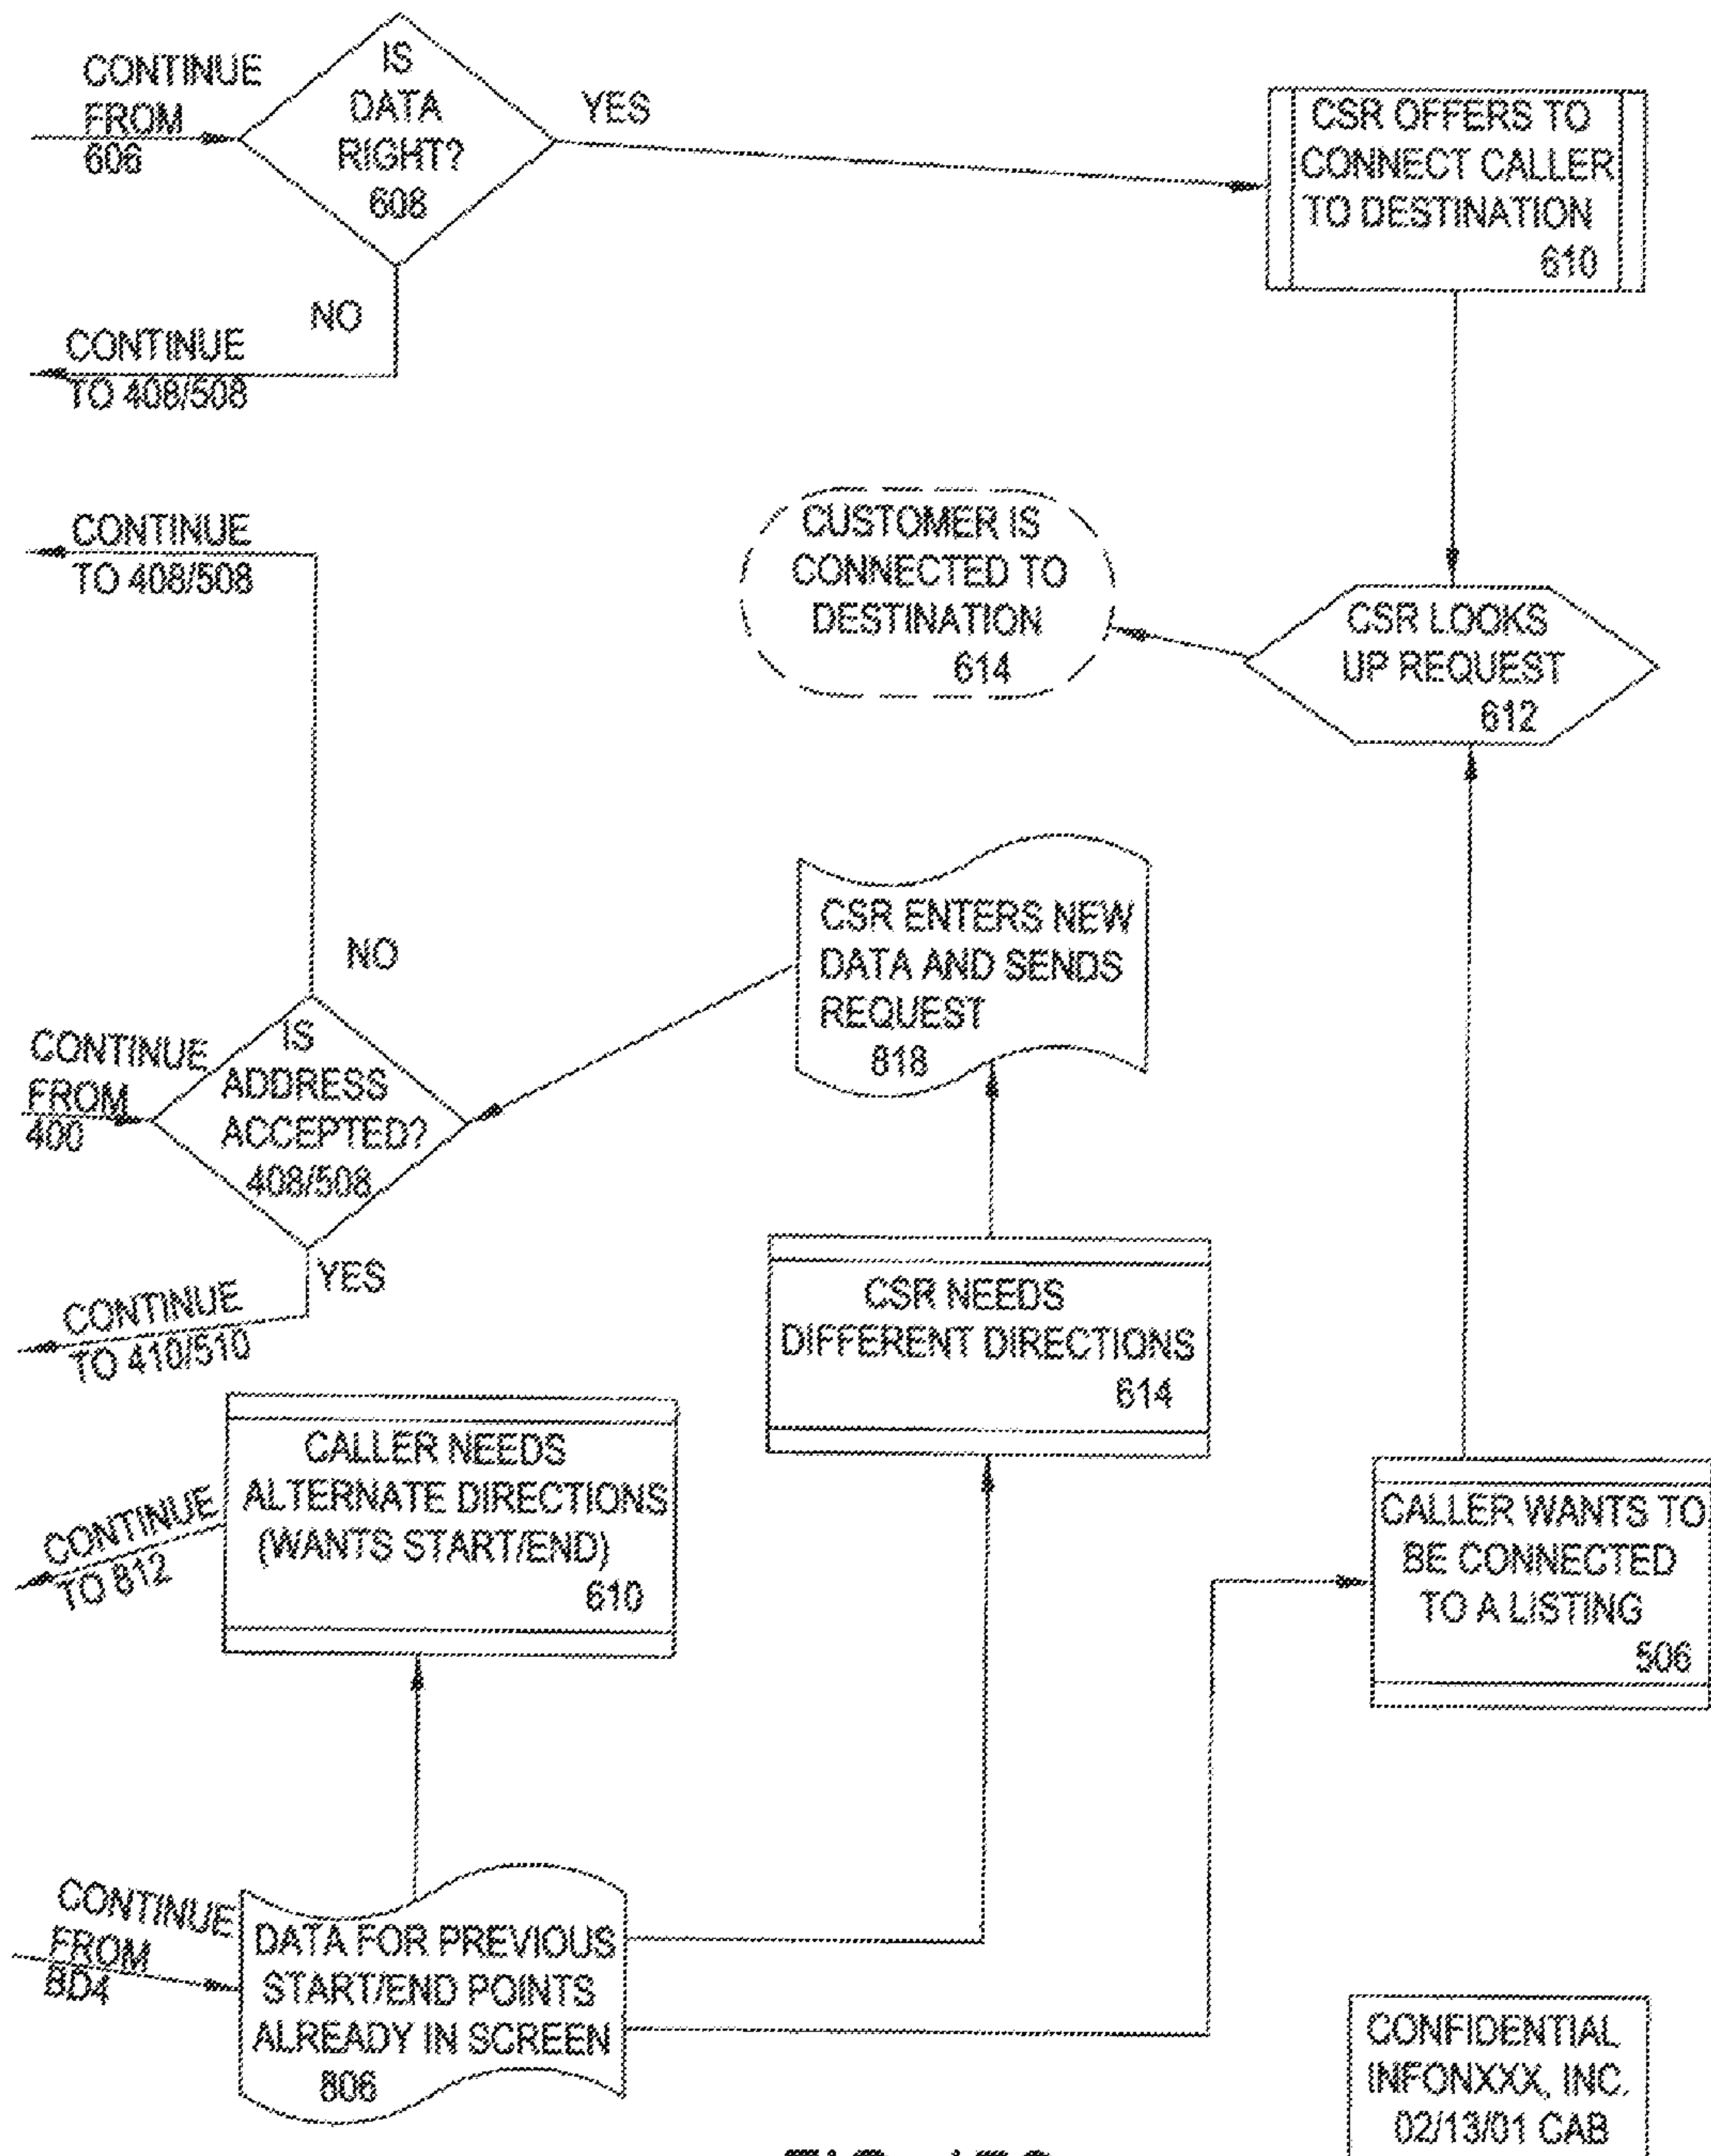 CONTINUE
FROM
606
IS
DATA
RIGHT?
608
YES
NO
CONTINUE
TO 408/508
CSR OFFERS TO
CONNECT CALLER
TO DESTINATION
610
CONTINUE
TO 408/508
CUSTOMER IS
CONNECTED TO
DESTINATION
614
CSR LOOKS
UP REQUEST
612
NO
CSR ENTERS NEW
DATA AND SENDS
REQUEST
818
CONTINUE
FROM
400
IS
ADDRESS
ACCEPTED?
408/508
YES
CONTINUE
TO 410/510
CSR NEEDS
DIFFERENT DIRECTIONS
614
CALLER NEEDS
ALTERNATE DIRECTIONS
(WANTS START/END)
610
CONTINUE
TO 812
CALLER WANTS TO
BE CONNECTED
TO A LISTING
506
CONTINUE
FROM
8D4
DATA FOR PREVIOUS
START/END POINTS
ALREADY IN SCREEN
806
CONFIDENTIAL
INFONXXX, INC.
02/13/01 CAB